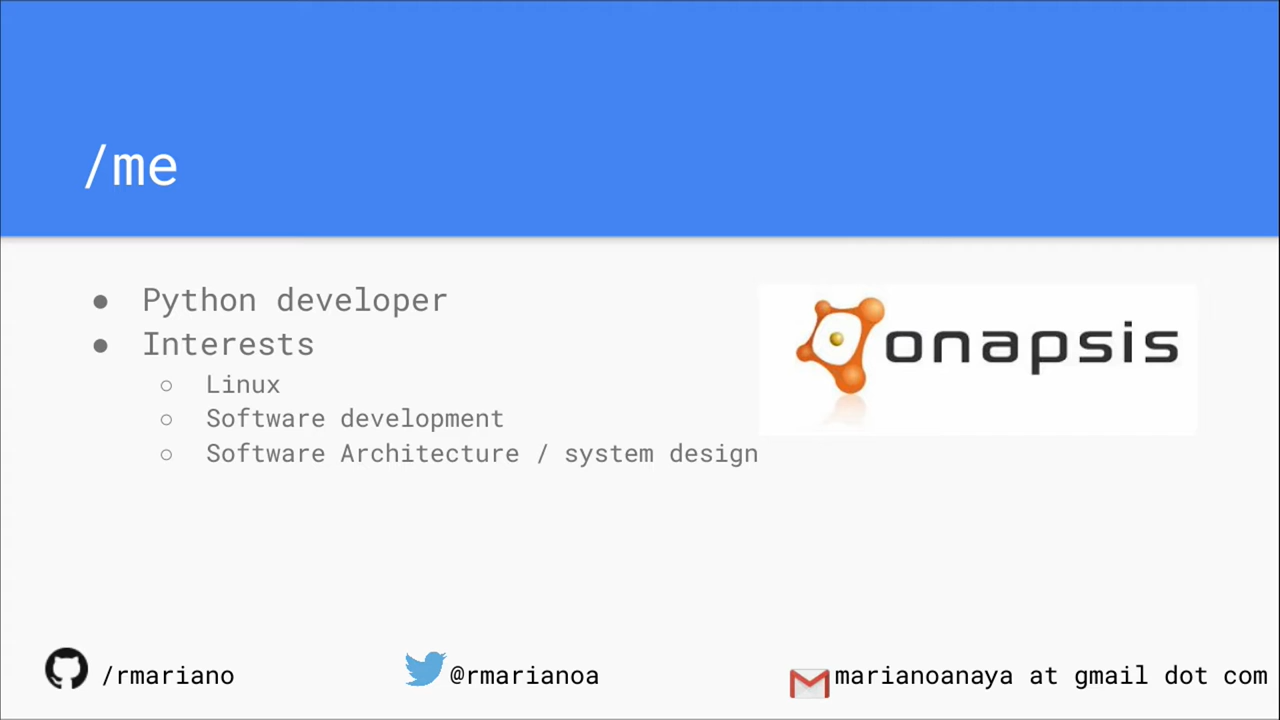 /me
● Python developer
● Interests
○ Linux
○ Software development
○ Software Architecture / system design
onapsis
/rmariano
@rmarianoa
marianoanaya at gmail dot com